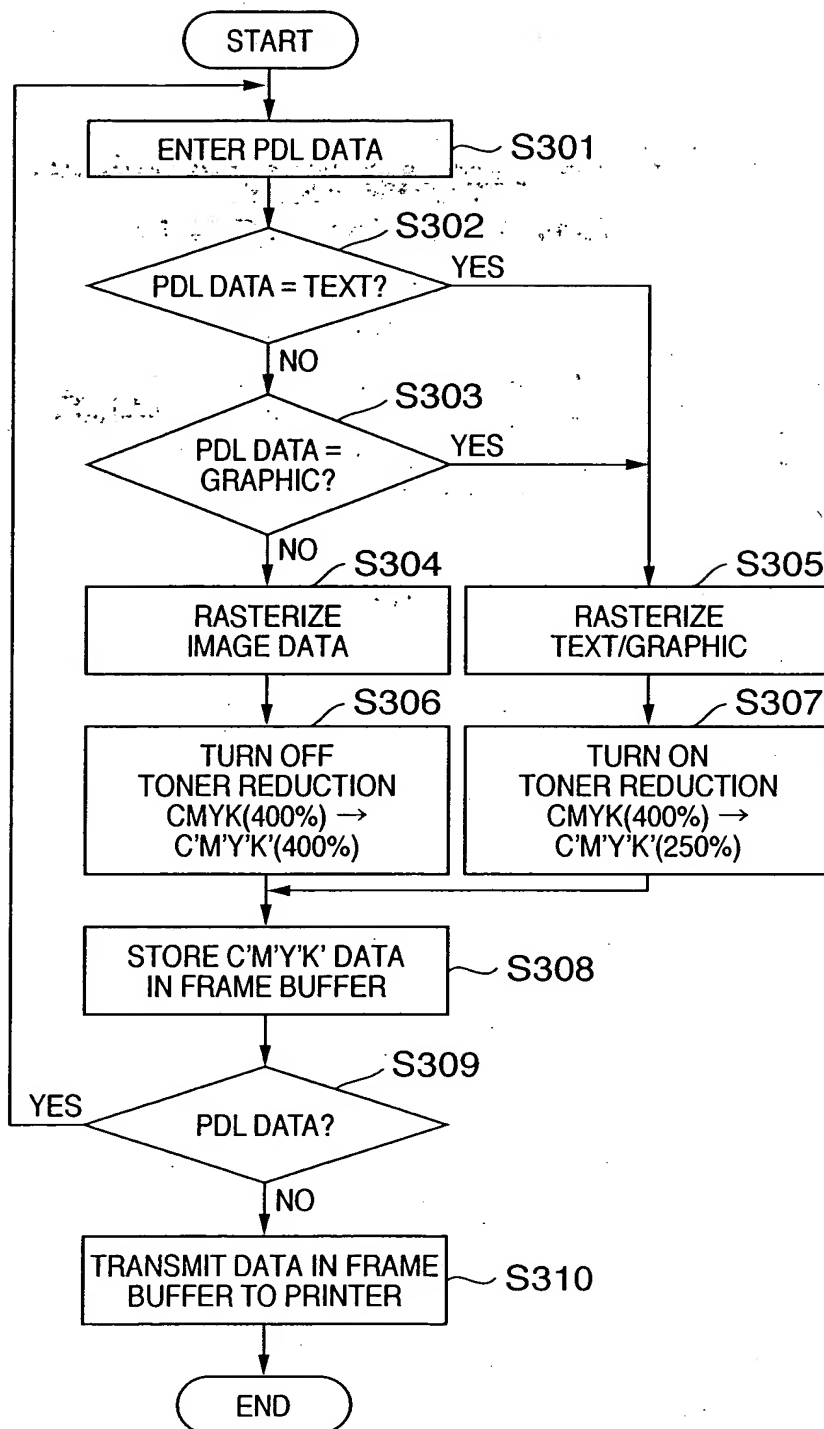 START
ENTER PDL DATA
S301
S302
PDL DATA = TEXT?
YES
NO
S303
PDL DATA =
GRAPHIC?
YES
NO
S304
RASTERIZE
IMAGE DATA
S305
RASTERIZE
TEXT/GRAPHIC
S306
TURN OFF
TONER REDUCTION
CMYK(400%) →
C'M'Y'K'(400%)
S307
TURN ON
TONER REDUCTION
CMYK(400%) →
C'M'Y'K'(250%)
STORE C'M'Y'K' DATA
IN FRAME BUFFER
S308
S309
YES
PDL DATA?
NO
TRANSMIT DATA IN FRAME
BUFFER TO PRINTER
S310
END